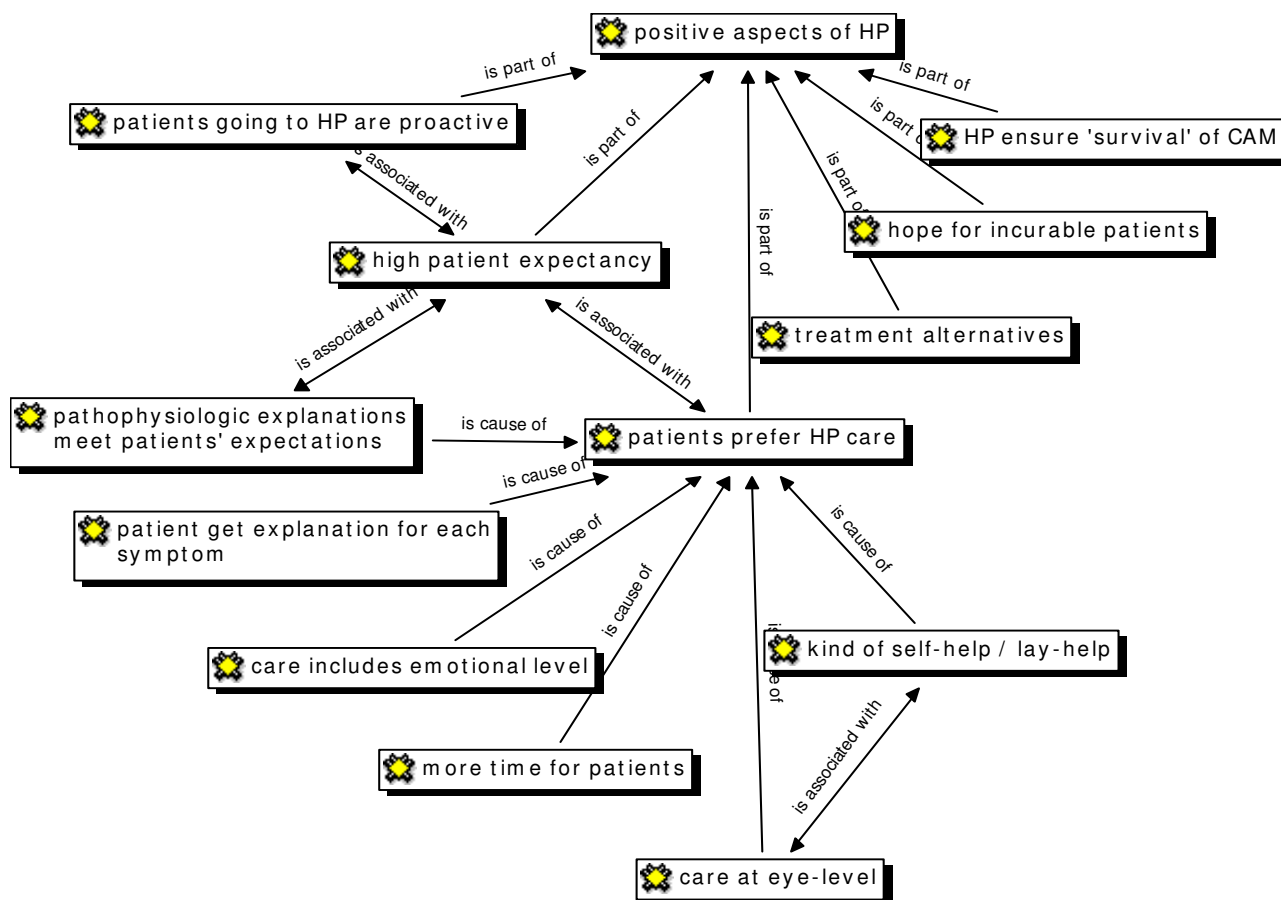 positive aspects of HP
is part of
is part of
patients going to HP are proactive
is part of
is part of
HP ensure 'survival' of CAM
is associated with
is part of
is part of
hope for incurable patients
high patient expectancy
is associated with
is associated with
treatment alternatives
pathophysiologic explanations
meet patients' expectations
is cause of
patients prefer HP care
is cause of
patient get explanation for each
symptom
is cause of
is cause of
is cause of
care includes emotional level
kind of self-help / lay-help
more time for patients
is associated with
care at eye-level